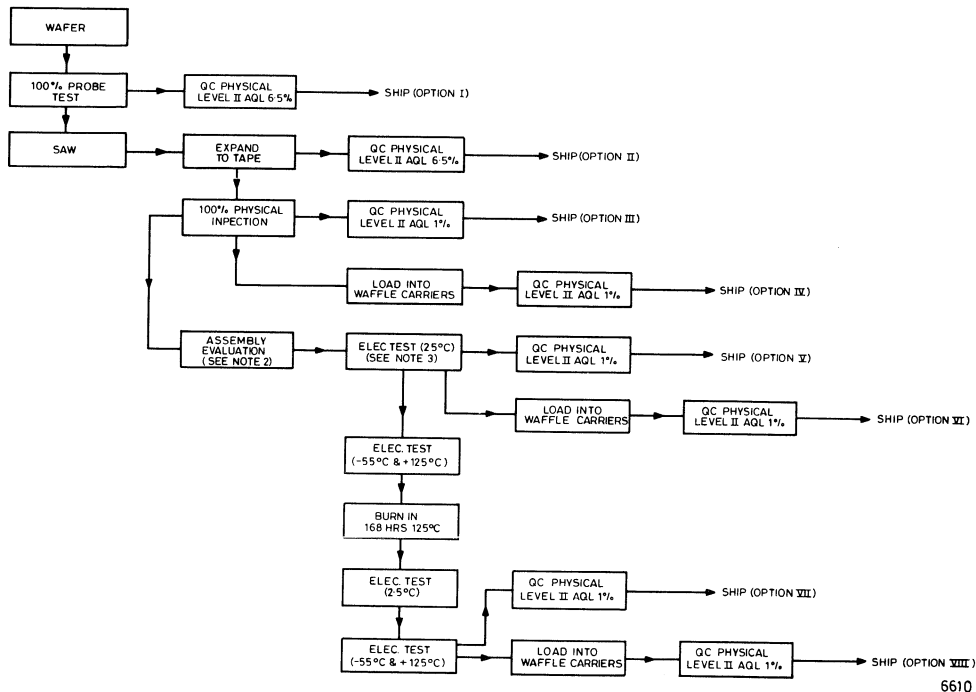 WAFER
100% PROBE
TEST
QC PHYSICAL
LEVEL II AQL 6·5%
SHIP (OPTION I)
SAW
EXPAND
TO TAPE
QC PHYSICAL
LEVEL II AQL 6·5%
SHIP (OPTION II)
100% PHYSICAL
INPECTION
QC PHYSICAL
LEVEL II AQL 1%
SHIP (OPTION III)
LOAD INTO
WAFFLE CARRIERS
QC PHYSICAL
LEVEL II AQL 1%
SHIP (OPTION IV)
ASSEMBLY
EVALUATION
(SEE NOTE 2)
ELEC TEST (25°C)
(SEE NOTE 3)
QC PHYSICAL
LEVEL II AQL 1%
SHIP (OPTION V)
LOAD INTO
WAFFLE CARRIERS
QC PHYSICAL
LEVEL II AQL 1%
SHIP (OPTION VI)
ELEC. TEST
(-55°C & +125°C)
BURN IN
168 HRS 125°C
ELEC. TEST
(2·5°C)
QC PHYSICAL
LEVEL II AQL 1%
SHIP (OPTION VII)
ELEC. TEST
(-55°C & +125°C)
LOAD INTO
WAFFLE CARRIERS
QC PHYSICAL
LEVEL II AQL 1%
SHIP (OPTION VIII)
6610